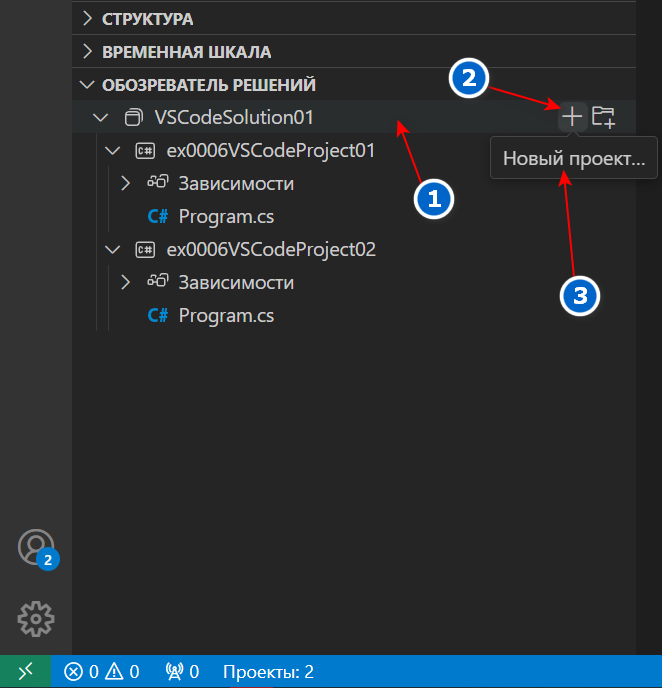 СТРУКТУРА
ВРЕМЕННАЯ ШКАЛА
ОБОЗРЕВАТЕЛЬ РЕШЕНИЙ
2
VSCodeSolution01
Новый проект...
C# ex0006VSCodeProject01
Зависимости
1
C# Program.cs
C# ex0006VSCodeProject02
Зависимости
3
C# Program.cs
2
0 0 0 Проекты: 2